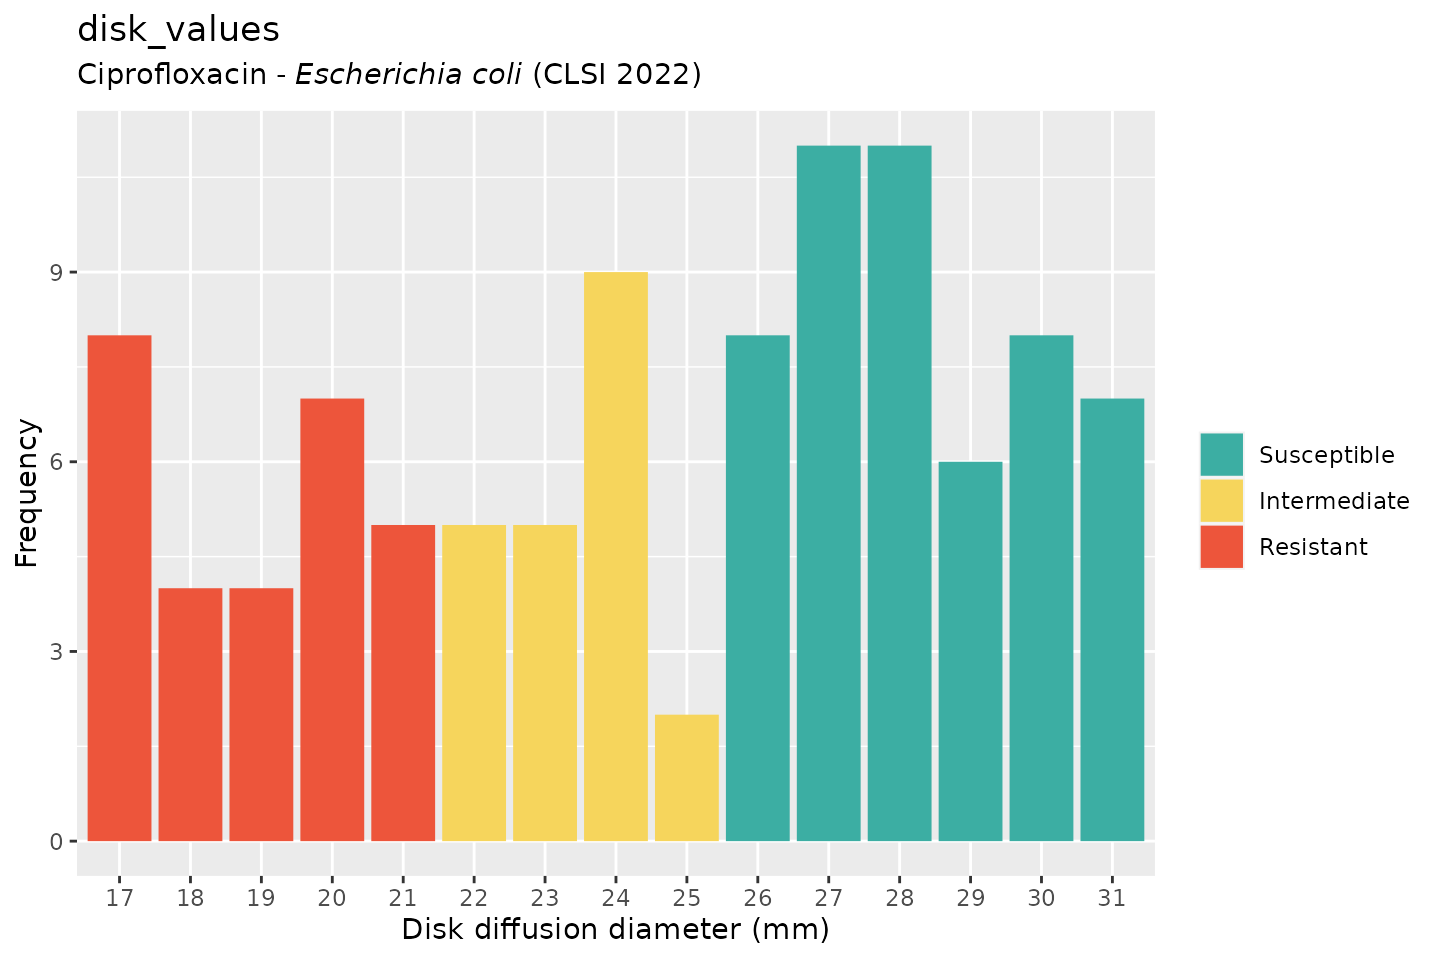 disk_values
Ciprofloxacin - Escherichia coli (CLSI 2022)
Frequency
9
6
3
0
17 18 19 20 21 22 23 24 25 26 27 28 29 30 31
Disk diffusion diameter (mm)
Susceptible
Intermediate
Resistant